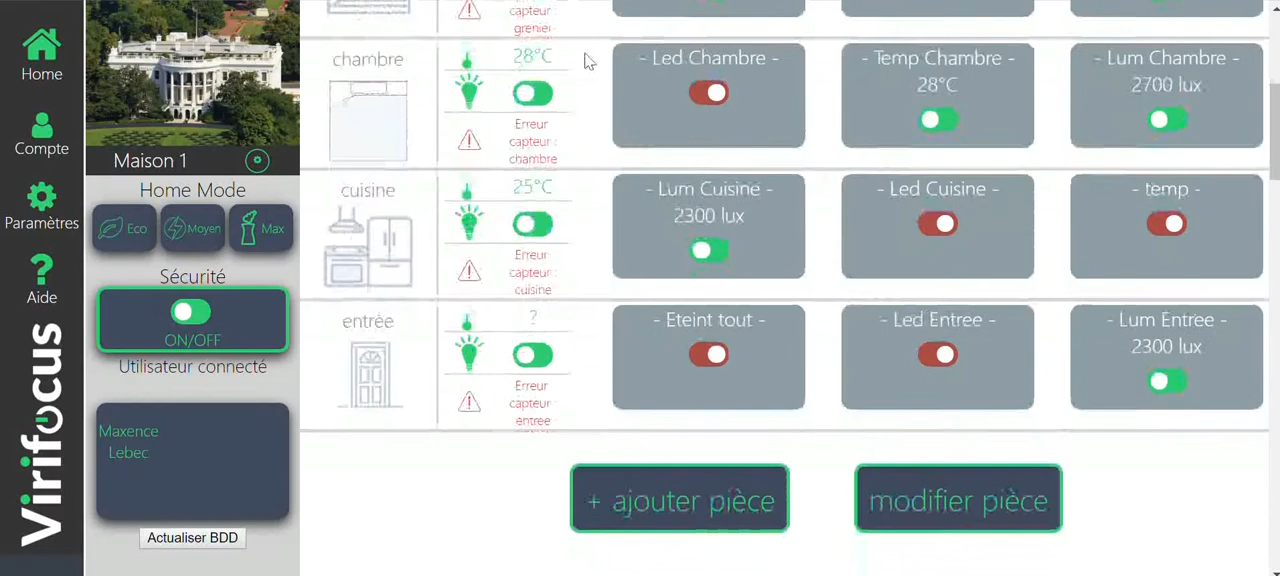 Home
Compte
Paramètres
Aide
Virifocus
Maison 1
Home Mode
Eco
Moyen
Max
Sécurité
ON/OFF
Utilisateur connecté
Maxence
Lebec
Actualiser BDD
Erreur
capteur :
grenier
chambre
28°C
Erreur
capteur :
chambre
- Led Chambre -
- Temp Chambre -
28°C
- Lum Chambre -
2700 lux
cuisine
25°C
Erreur
capteur :
cuisine
- Lum Cuisine -
2300 lux
- Led Cuisine -
- temp -
entrée
?
Erreur
capteur :
entree
- Eteint tout -
- Led Entree -
- Lum Entree -
2300 lux
+ ajouter pièce
modifier pièce